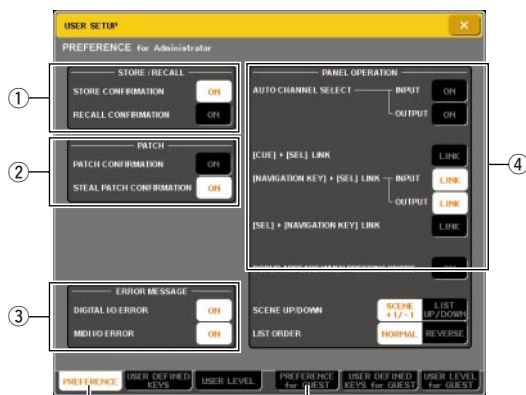 USER SETUP
PREFERENCE for Administrator
STORE / RECALL
STORE CONFIRMATION ON
RECALL CONFIRMATION ON
PATCH
PATCH CONFIRMATION ON
STEAL PATCH CONFIRMATION ON
ERROR MESSAGE
DIGITAL I/O ERROR ON
MIDI I/O ERROR ON
PANEL OPERATION
AUTO CHANNEL SELECT INPUT ON
OUTPUT ON
[CUE] ▸ [SEL] LINK LINK
[NAVIGATION KEY] ▸ [SEL] LINK INPUT LINK
OUTPUT LINK
[SEL] ▸ [NAVIGATION KEY] LINK LINK
ON
SCENE UP/DOWN SCENE +1/-1 LIST UP/DOWN
LIST ORDER NORMAL REVERSE
PREFERENCE USER DEFINED KEYS USER LEVEL PREFERENCE for GUEST USER DEFINED KEYS for GUEST USER LEVEL for GUEST
1
2
3
4